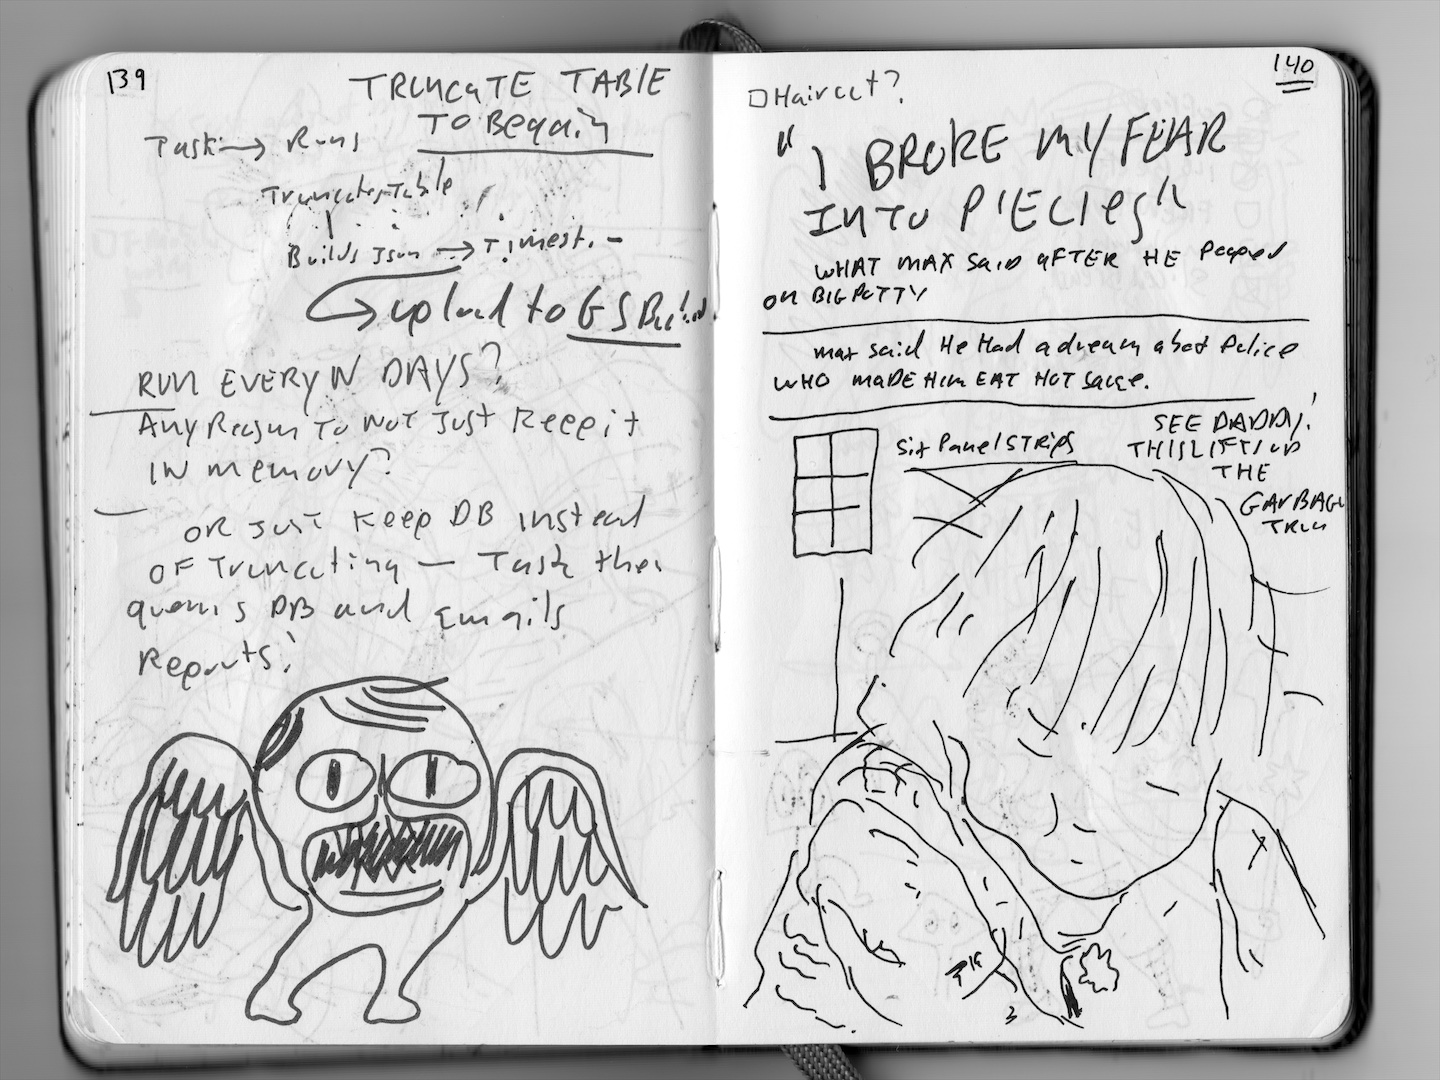 139
TRUNCATE TABLE
TO Begain
Task → Runs
Truncates Table
Builds Json → Timest. -
→ upload to GS Bucket
RUN EVERY N DAYS?
Any Reason To NOT JUST Keep it
IN memory?
OR JUST Keep DB instead
OF Truncating — Task then
queries DB and Emails
Reports!
140
Haircut?
"I BROKE MY FEAR
INTO PIECIES"
WHAT MAX Said AFTER HE Pooped
on BIG POTTY
max said He Had a dream abot Police
WHO MADE Him EAT HOT Sauce.
Six Panel STRIPS
SEE DADDY!
THIS LIFTS UP
THE
GARBAGE